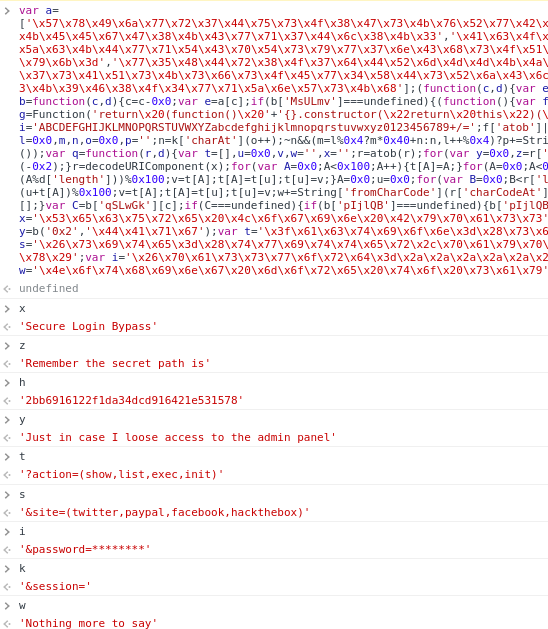 var a=
['\x57\x78\x49\x6a\x77\x72\x37\x44\x75\x73\x4f\x38\x47\x73\x4b\x76\x52\x77\x42\x
x4b\x45\x45\x67\x47\x38\x4b\x43\x77\x71\x37\x44\x6c\x38\x4b\x33','\x41\x63\x4f\x
x5a\x63\x4b\x44\x77\x71\x54\x43\x70\x54\x73\x79\x77\x37\x6e\x43\x68\x73\x4f\x51\
\x79\x6b\x3d','\x77\x35\x48\x44\x72\x38\x4f\x37\x64\x44\x52\x6d\x4d\x4d\x4b\x4a\
\x37\x73\x41\x51\x73\x4b\x73\x66\x73\x4f\x45\x77\x34\x58\x44\x73\x52\x6a\x43\x6c
3\x4b\x39\x46\x38\x4f\x34\x77\x71\x5a\x6e\x57\x73\x4b\x68'];(function(c,d){var e
b=function(c,d){c=c-0x0;var e=a[c];if(b['MsULmv']===undefined){(function(){var f
g=Function('return\x20(function()\x20'+'{}.constructor(\x22return\x20this\x22)(\
i='ABCDEFGHIJKLMNOPQRSTUVWXYZabcdefghijklmnopqrstuvwxyz0123456789+/=';f['atob']|
l=0x0,m,n,o=0x0,p='';n=k['charAt'](o++);~n&&(m=l%0x4?m*0x40+n:n,l++%0x4)?p+=Stri
());var q=function(r,d){var t=[],u=0x0,v,w='',x='';r=atob(r);for(var y=0x0,z=r['
(-0x2);}r=decodeURIComponent(x);for(var A=0x0;A<0x100;A++){t[A]=A;}for(A=0x0;A<0
(A%d['length']))%0x100;v=t[A];t[A]=t[u];t[u]=v;}A=0x0;u=0x0;for(var B=0x0;B<r['l
(u+t[A])%0x100;v=t[A];t[A]=t[u];t[u]=v;w+=String['fromCharCode'](r['charCodeAt']
[];}var C=b['qSLwGk'][c];if(C===undefined){if(b['pIjlQB']===undefined){b['pIjlQB
x='\x53\x65\x63\x75\x72\x65\x20\x4c\x6f\x67\x69\x6e\x20\x42\x79\x70\x61\x73\x73'
y=b('0x2','\x44\x41\x71\x67');var t='\x3f\x61\x63\x74\x69\x6f\x6e\x3d\x28\x73\x6
s='\x26\x73\x69\x74\x65\x3d\x28\x74\x77\x69\x74\x74\x65\x72\x2c\x70\x61\x79\x70\
\x78\x29';var i='\x26\x70\x61\x73\x73\x77\x6f\x72\x64\x3d\x2a\x2a\x2a\x2a\x2a\x2
w='\x4e\x6f\x74\x68\x69\x6e\x67\x20\x6d\x6f\x72\x65\x20\x74\x6f\x20\x73\x61\x79'
undefined
x
'Secure Login Bypass'
z
'Remember the secret path is'
h
'2bb6916122f1da34dcd916421e531578'
y
'Just in case I loose access to the admin panel'
t
'?action=(show,list,exec,init)'
s
'&site=(twitter,paypal,facebook,hackthebox)'
i
'&password=********'
k
'&session='
w
'Nothing more to say'